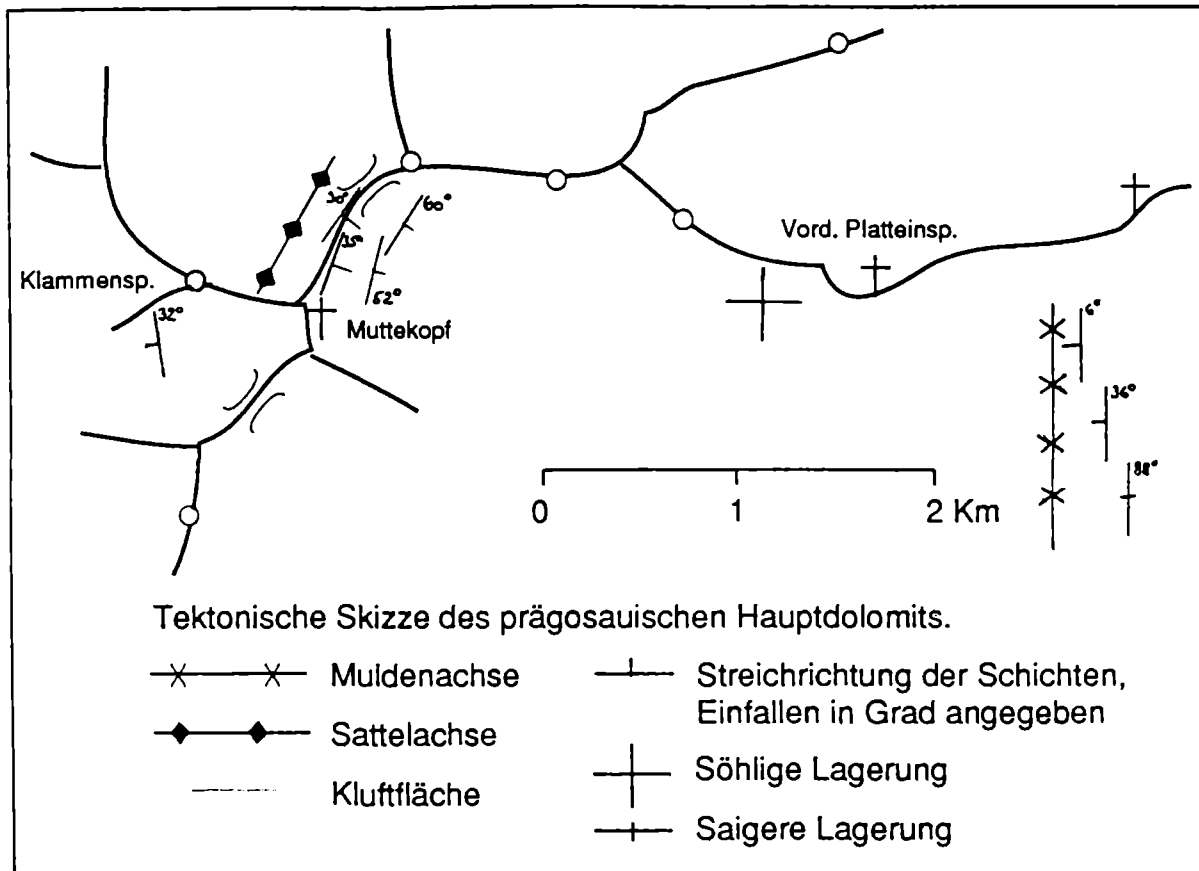 30°
60°
35°
52°
Klammensp.
32°
Muttekopf
Vord. Platteinsp.
6°
36°
88°
0 1 2 Km
Tektonische Skizze des prägosauischen Hauptdolomits.
Muldenachse
Sattelachse
Kluftfläche
Streichrichtung der Schichten,
Einfallen in Grad angegeben
Söhlige Lagerung
Saigere Lagerung